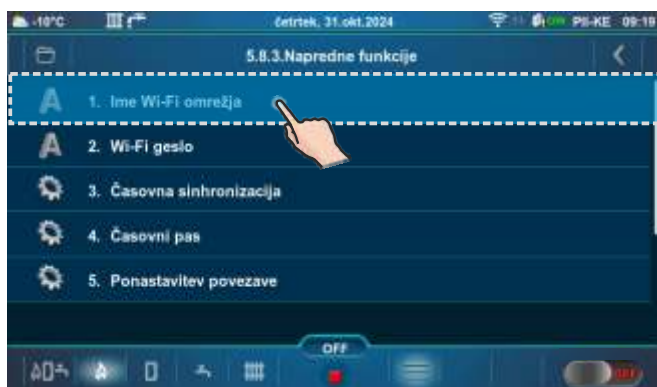 -10°C četrtek, 31.okt.2024 PII-KE 09:19
5.8.3.Napredne funkcije
1. Ime Wi-Fi omrežja
2. Wi-Fi geslo
3. Časovna sinhronizacija
4. Časovni pas
5. Ponastavitev povezave
OFF
OFF